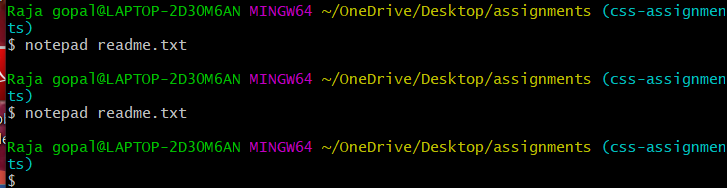 Raja gopal@LAPTOP-2D3OM6AN MINGW64 ~/OneDrive/Desktop/assignments (css-assignmen
ts)
$ notepad readme.txt
Raja gopal@LAPTOP-2D3OM6AN MINGW64 ~/OneDrive/Desktop/assignments (css-assignmen
ts)
$ notepad readme.txt
Raja gopal@LAPTOP-2D3OM6AN MINGW64 ~/OneDrive/Desktop/assignments (css-assignmen
ts)
$